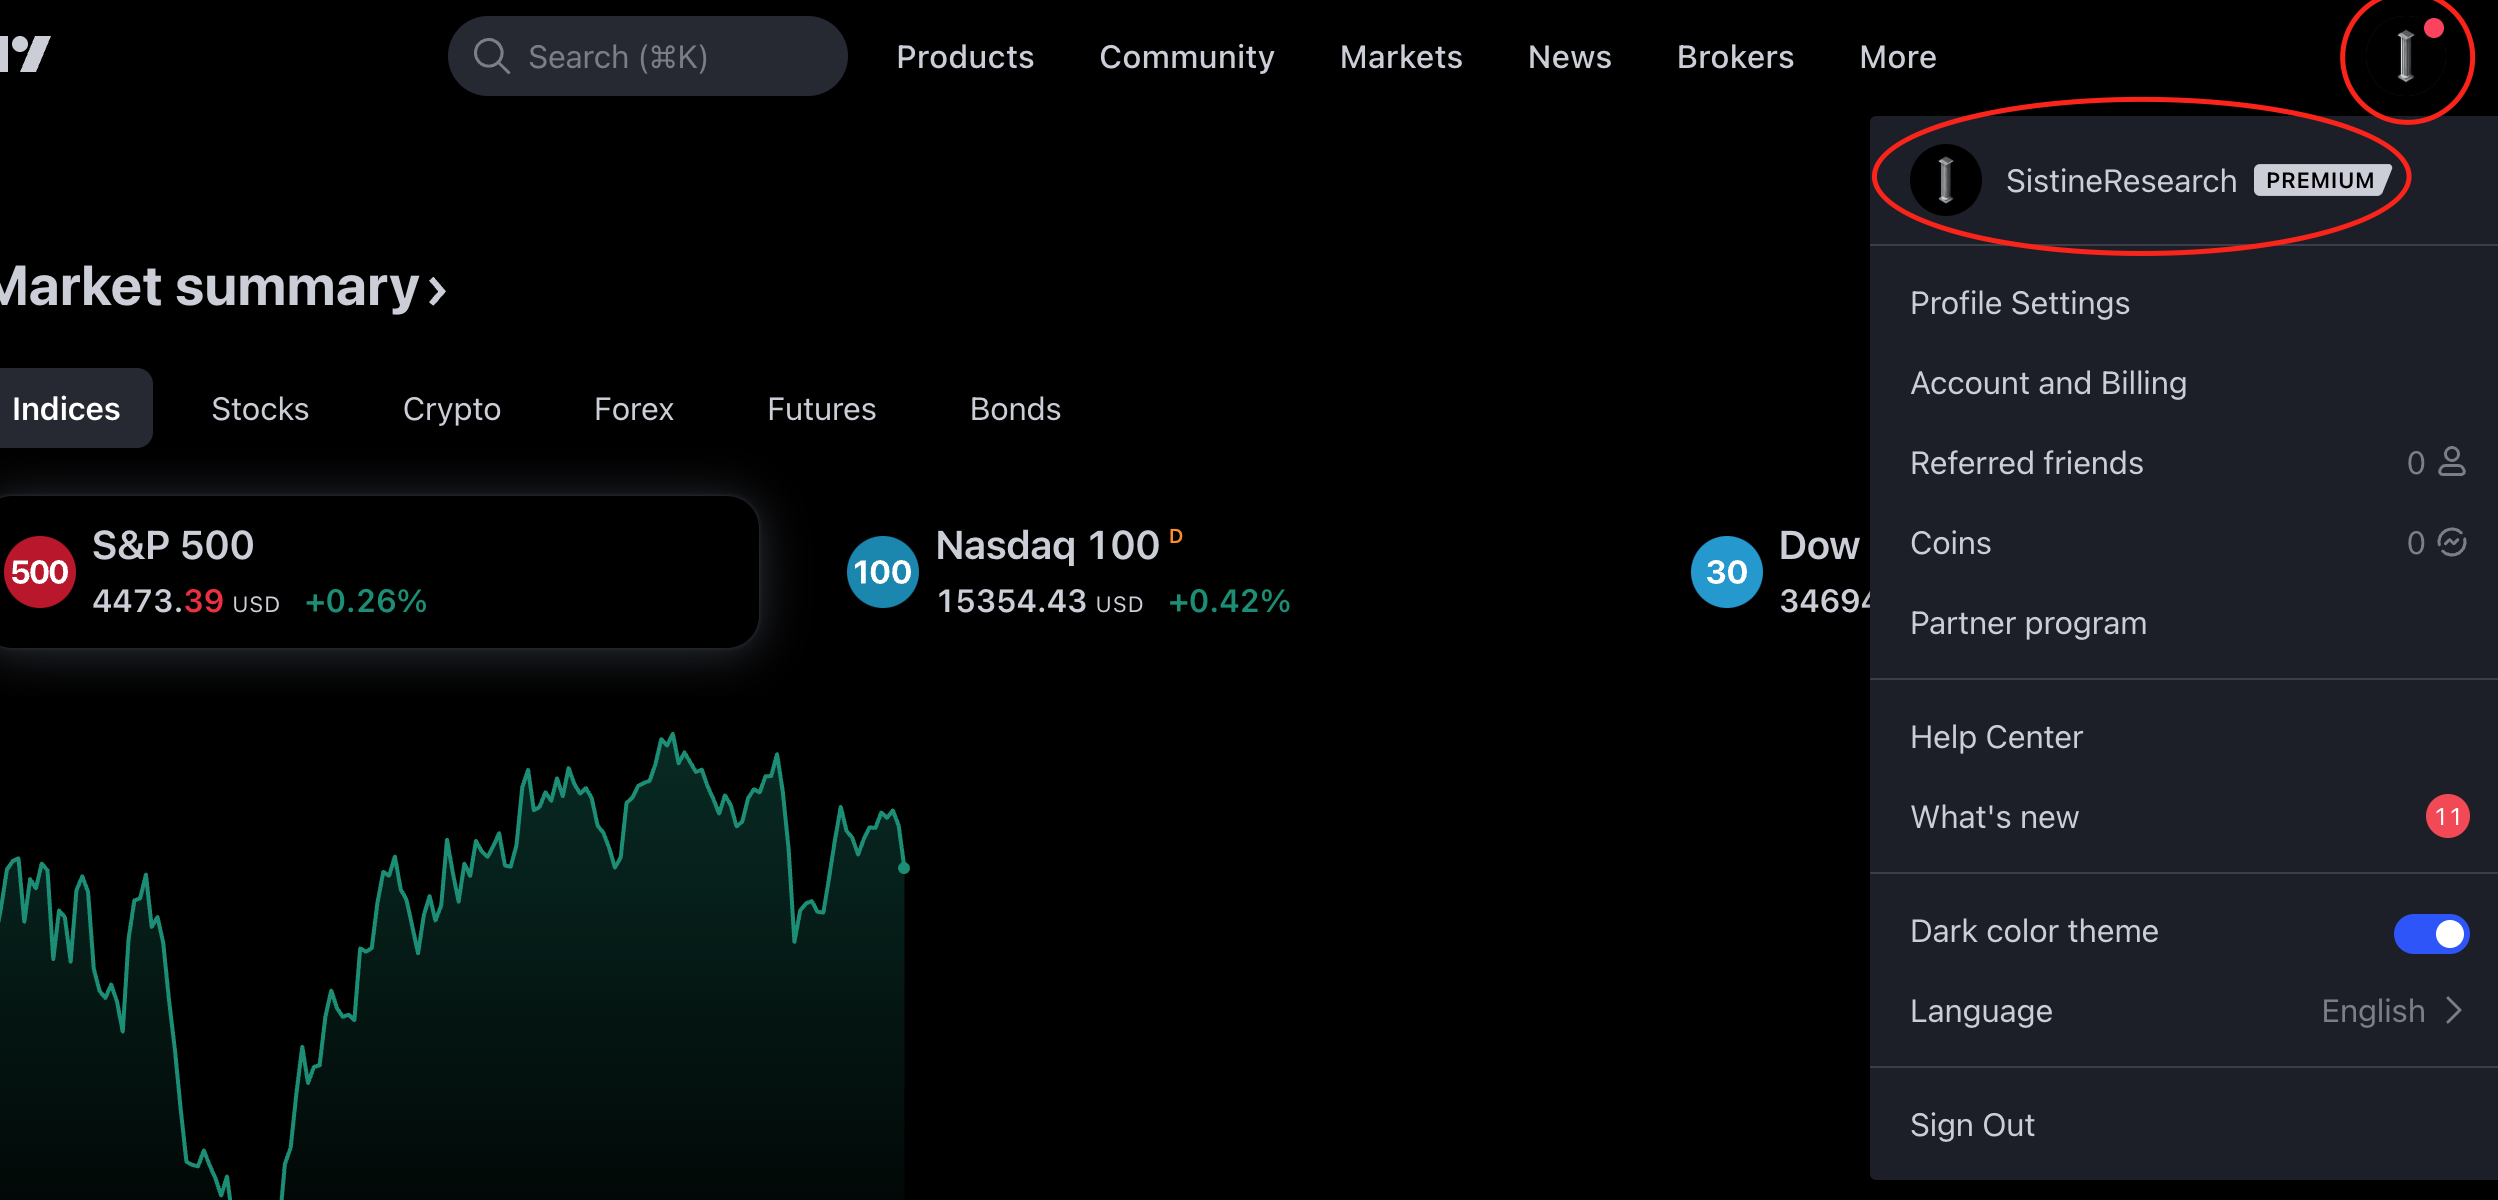 Search (⌘K)
Products
Community
Markets
News
Brokers
More
SistineResearch PREMIUM
Market summary
Indices
Stocks
Crypto
Forex
Futures
Bonds
500
S&P 500
4473.39 USD +0.26%
100
Nasdaq 100 D
15354.43 USD +0.42%
30
Dow
34694
Profile Settings
Account and Billing
Referred friends 0
Coins 0
Partner program
Help Center
What's new 11
Dark color theme
Language English
Sign Out